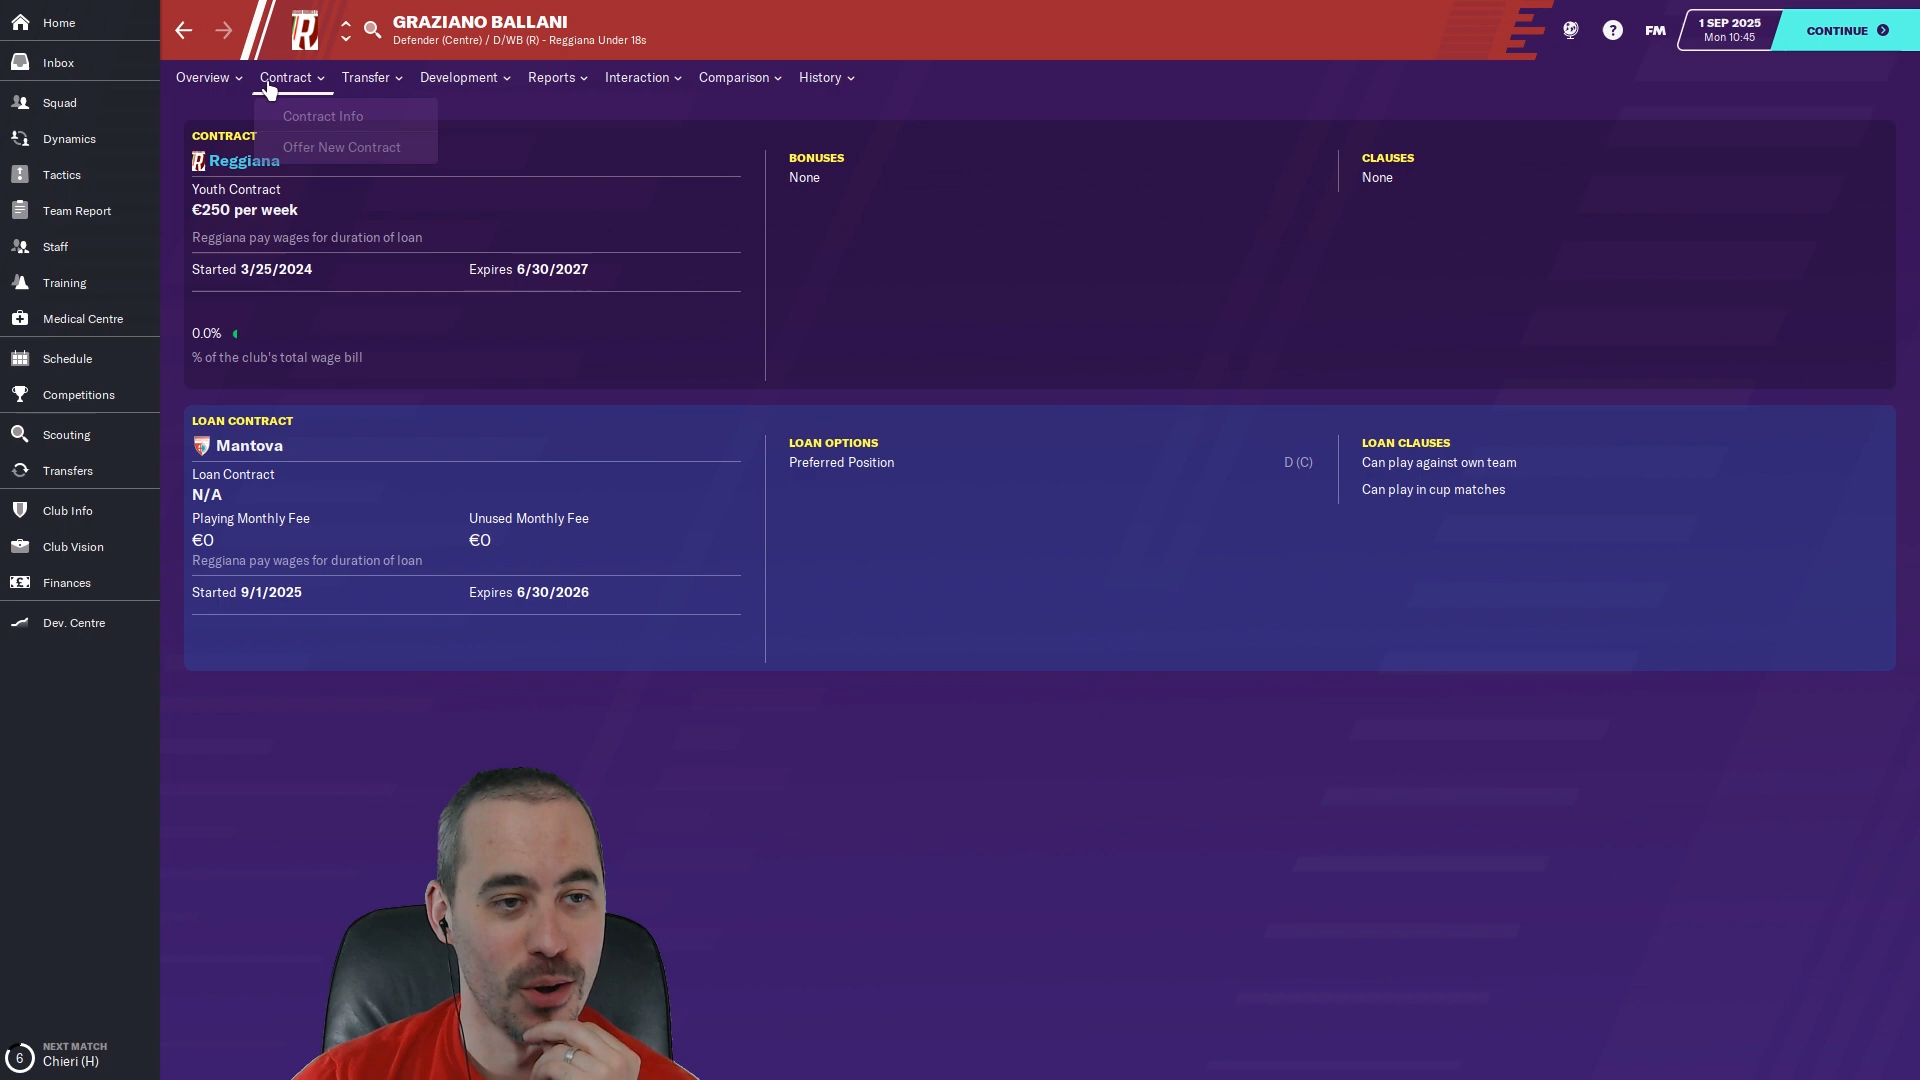 Home
Inbox
Squad
Dynamics
Tactics
Team Report
Staff
Training
Medical Centre
Schedule
Competitions
Scouting
Transfers
Club Info
Club Vision
Finances
Dev. Centre
NEXT MATCH
6
Chieri (H)
R
GRAZIANO BALLANI
Defender (Centre) / D/WB (R) - Reggiana Under 18s
?
FM
1 SEP 2025
Mon 10:45
CONTINUE
Overview Contract Transfer Development Reports Interaction Comparison History
Contract Info
Offer New Contract
CONTRACT
Reggiana
Youth Contract
€250 per week
Reggiana pay wages for duration of loan
Started 3/25/2024 Expires 6/30/2027
0.0%
% of the club's total wage bill
BONUSES
None
CLAUSES
None
LOAN CONTRACT
Mantova
Loan Contract
N/A
Playing Monthly Fee Unused Monthly Fee
€0 €0
Reggiana pay wages for duration of loan
Started 9/1/2025 Expires 6/30/2026
LOAN OPTIONS
Preferred Position D (C)
LOAN CLAUSES
Can play against own team
Can play in cup matches